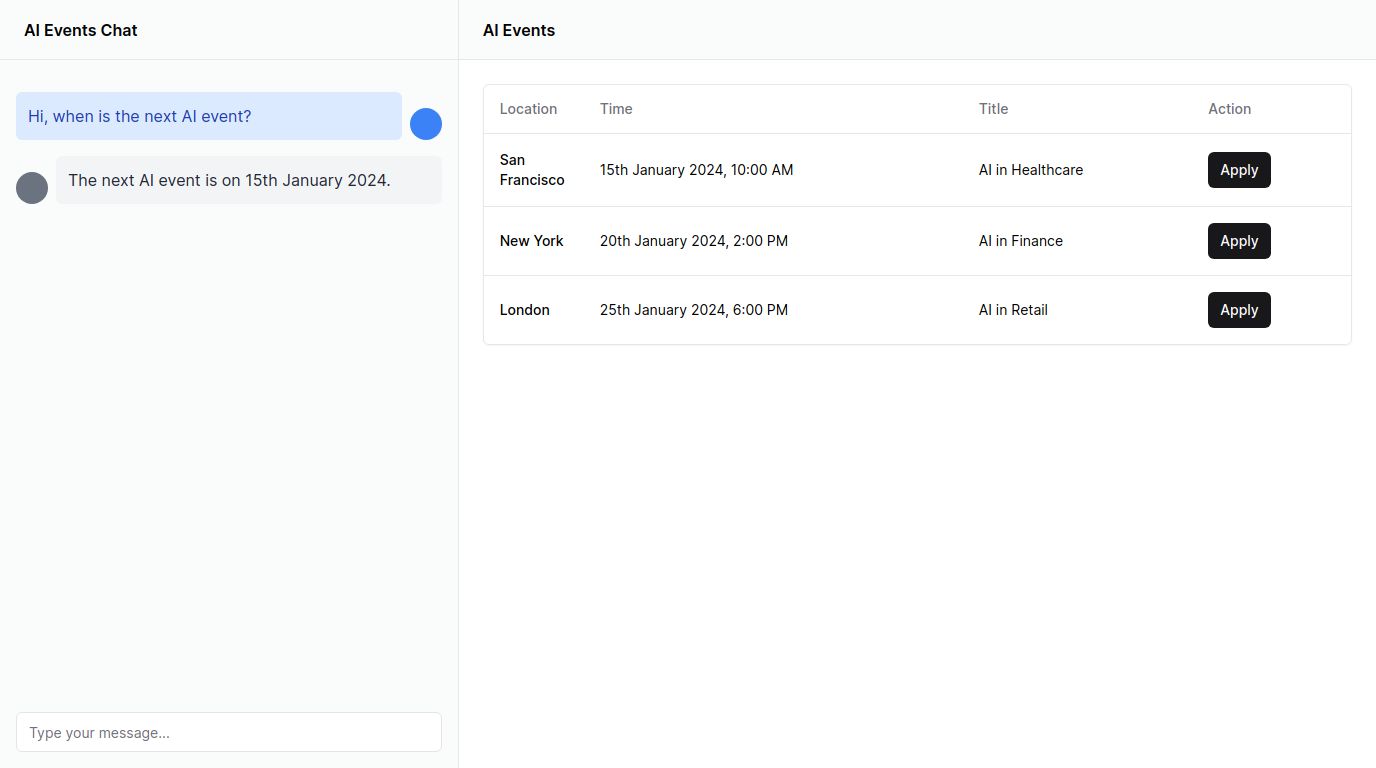 AI Events Chat
Hi, when is the next AI event?
The next AI event is on 15th January 2024.
Type your message...
AI Events
Location Time Title Action
San Francisco 15th January 2024, 10:00 AM AI in Healthcare Apply
New York 20th January 2024, 2:00 PM AI in Finance Apply
London 25th January 2024, 6:00 PM AI in Retail Apply